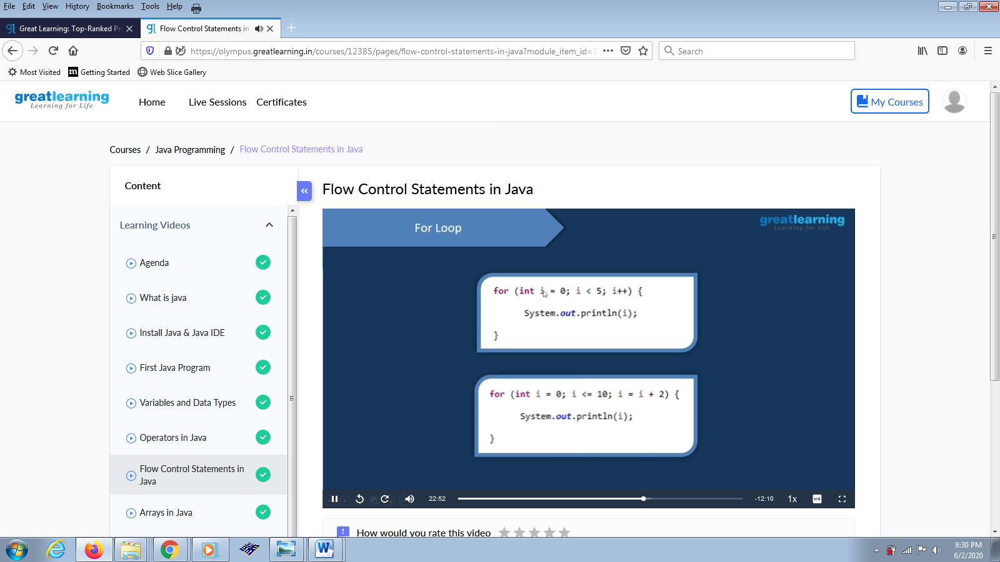 File Edit View History Bookmarks Tools Help
Great Learning: Top-Ranked Pr
Flow Control Statements in
https://olympus.greatlearning.in/courses/12385/pages/flow-control-statements-in-java?module_item_id=5
Search
Most Visited
Getting Started
Web Slice Gallery
greatlearning
Learning for Life
Home
Live Sessions
Certificates
My Courses
Courses / Java Programming / Flow Control Statements in Java
Content
Learning Videos
Agenda
What is java
Install Java & Java IDE
First Java Program
Variables and Data Types
Operators in Java
Flow Control Statements in
Java
Arrays in Java
Flow Control Statements in Java
For Loop
greatlearning
Learning for Life
for (int i = 0; i < 5; i++) {
System.out.println(i);
}
for (int i = 0; i <= 10; i = i + 2) {
System.out.println(i);
}
22:52
-12:10
1x
HD
How would you rate this video
8:30 PM
6/2/2020